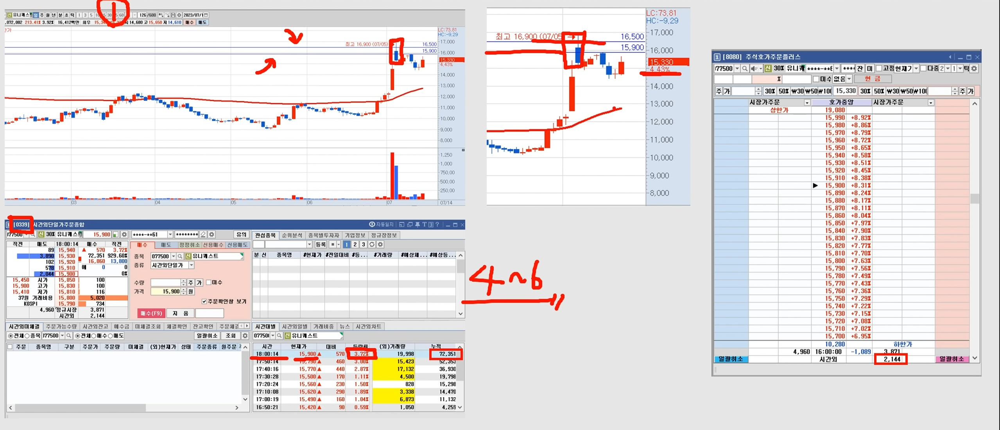 1
신 유니퀘스트 일 주 월 년 분 초 틱 1 3 5 10 30 60 126/600 2023/07/1
,072,002 213.41% 3.92% 16,412백만 최우 14,680 고 15,650 저 14,610 매수 매도
LC:73,81
HC:-9,29
17,000
최고 16,900 (07/05) 16,500
15,900
16,000
15,330
4.43%
14,000
13,000
12,000
11,000
10,000
9,000
8,000
1,250
1,000
750,00
500,00
250,00
03 04 05 06 07 07/14
LC:73,81
HC:-9,29
17,000
최고 16,900 (07/05 → 16,500
15,900
16,000
15,330
4.43%
14,000
13,000
12,000
11,000
10,000
9,000
8,000
1 [8080] 주식호가주문플러스
077500 신 30% 유니퀘 ****-**6 **** 잔 미 고정 현재가 다중 2 1 틱
% 미수 없음 현 금
주 가 30% 50% ₩30 ₩50 ₩100 15,330 30% 50% ₩30 ₩50 ₩100 주 가
시장가주문 호가중앙 시장가주문
상한가 19,080
15,990 +8.92%
15,980 +8.86%
15,970 +8.79%
15,960 +8.72%
15,950 +8.65%
15,940 +8.58%
15,930 +8.51%
15,920 +8.45%
15,910 +8.38%
▶ 15,900 +8.31%
15,890 +8.24%
15,880 +8.17%
15,870 +8.11%
15,860 +8.04%
15,850 +7.97%
15,840 +7.90%
15,830 +7.83%
15,820 +7.77%
15,810 +7.70%
15,800 +7.63%
15,790 +7.56%
15,780 +7.49%
15,770 +7.43%
15,760 +7.36%
15,750 +7.29%
15,740 +7.22%
15,730 +7.15%
15,720 +7.08%
15,710 +7.02%
15,700 +6.95%
10,280 하한가
4,960 16:00:00 -1,089 3,871
일괄취소 시간외 2,144 일괄취소
1 [0339] 시간외단일가주문종합 자동일지 T 3 ?
077500 신 30% 유니퀘스트 15,900
직전 매도 18:00:14 매수 직전
89 15,940 ▲ 570 3.72%
3,890 15,930 72,351 929.60%
102 15,920 16,860 13,800
578 15,910 예 0 0
2,044 15,900 0%
15,450 시가 15,850 100
15,900 고가 15,830 100
15,410 저가 15,810 116
37원 거래비용 15,800 5,020
KOSPI 15,790 734
4,960 정규시장 3,871
시간외 2,144
****-**61 ******** 유의
매수 매도 정정취소 신용매수 신용매도
종목 077500 신 유니퀘스트
종류 시간외단일가
수량 주 가 미수
가격 15,900 원
주문확인창 보기
매수(F9) 지 움
관심종목 순위분석 종목별투자자 기업정보 정규장정보
등록 1 2 3
분 신 종목명 #현재가 #전일대비 #등... #거래량 #예상체... #예상등...
4~6
시간외미체결 주문가능수량 시간외잔고 예수금 미체결조회 체결확인 잔고확인 주문체결
전체 종목 077500 전체 매수 매도 일괄취소 조회
주문 종목명 구분 주문가 주문량 미체결 (외)현재가 상태 주문종류 원주문
시간대별 시간외일별 거래비중 뉴스 시간외차트
077500 신 유니퀘스트
시간 현재가 대비 등락률 (외)거래량 누적
18:00:14 15,900 ▲ 570 3.72% 19,998 72,351
17:50:14 15,790 ▲ 460 3.00% 15,423 52,353
17:40:16 15,770 ▲ 440 2.87% 17,132 36,930
17:30:28 15,500 ▲ 170 1.11% 4,500 19,798
17:20:24 15,560 ▲ 230 1.50% 828 15,298
17:10:08 15,620 ▲ 290 1.89% 3,338 14,470
17:00:19 15,490 ▲ 160 1.04% 6,873 11,132
16:50:21 15,420 ▲ 90 0.59% 1,050 4,259